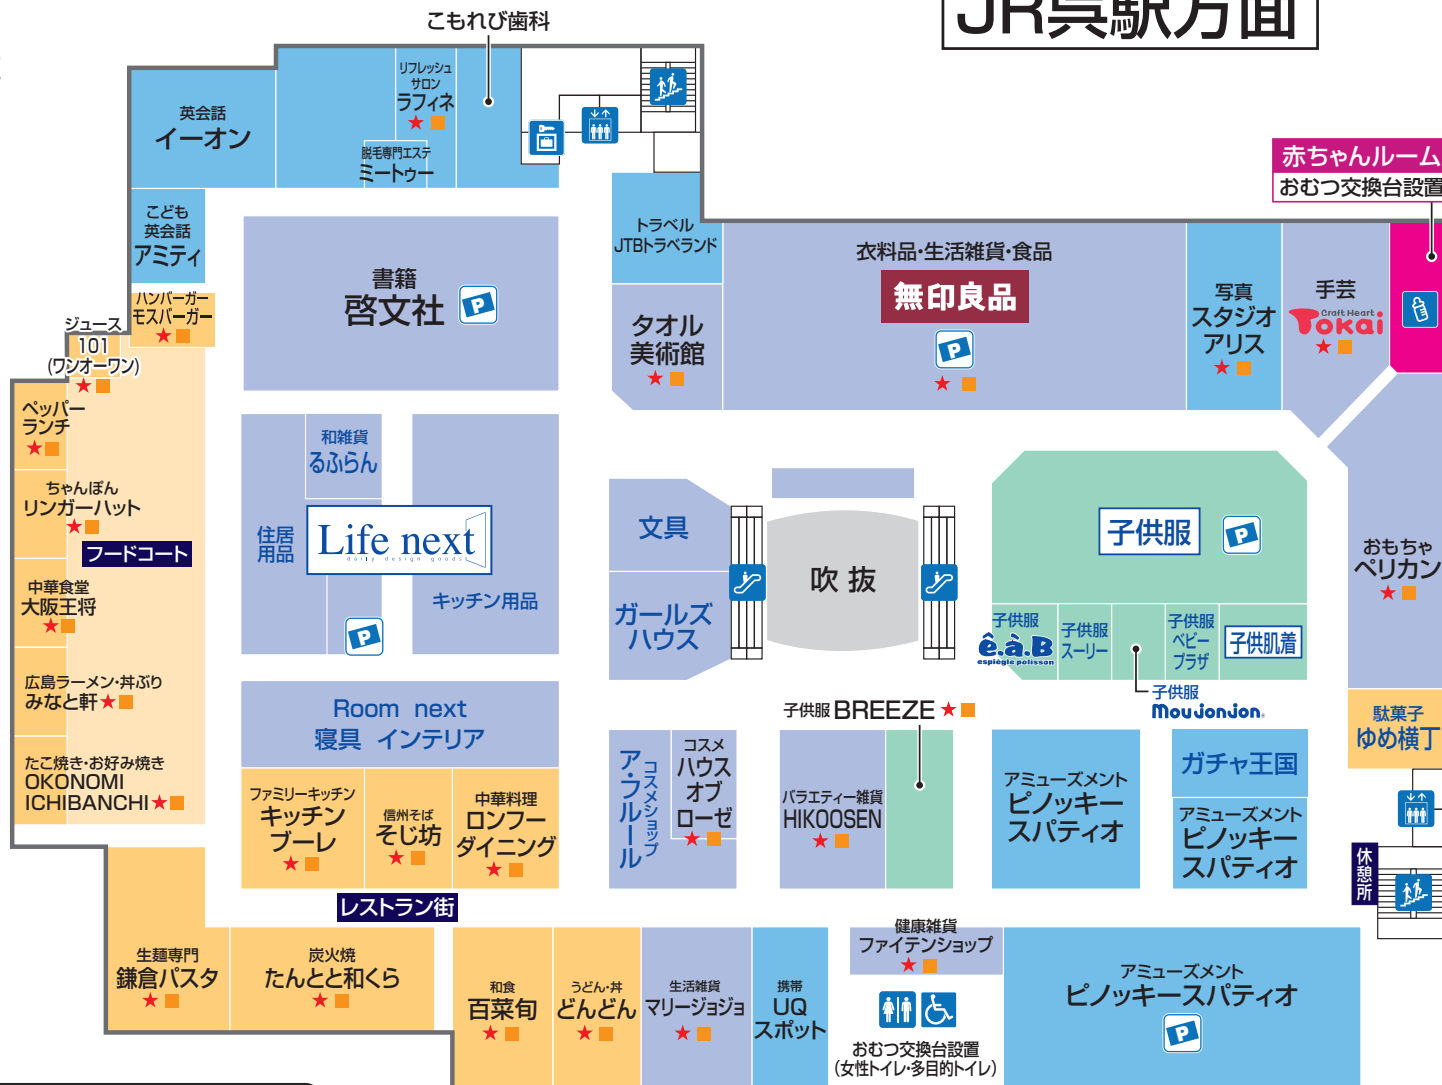 JR呉駅方面
こもれび歯科
英会話
イーオン
リフレッシュ
サロン
ラフィネ
脱毛専門エステ
ミートゥー
こども
英会話
アミティ
ハンバーガー
モスバーガー
ジュース
101
(ワンオーワン)
ペッパー
ランチ
ちゃんぽん
リンガーハット
フードコート
中華食堂
大阪王将
広島ラーメン・丼ぶり
みなと軒
たこ焼き・お好み焼き
OKONOMI
ICHIBANCHI
書籍
啓文社
P
トラベル
JTBトラベランド
タオル
美術館
衣料品・生活雑貨・食品
無印良品
P
写真
スタジオ
アリス
手芸
Craft Heart
Tokai
赤ちゃんルーム
おむつ交換台設置
和雑貨
るふらん
住居
用品
Life next
daily design goods
キッチン用品
P
文具
ガールズ
ハウス
吹抜
子供服
P
子供服
ê.à.B
espiègle polisson
子供服
スーリー
子供服
ベビー
プラザ
子供肌着
子供服
Moujonjon
おもちゃ
ペリカン
駄菓子
ゆめ横丁
Room next
寝具 インテリア
ファミリーキッチン
キッチン
ブーレ
信州そば
そじ坊
中華料理
ロンフー
ダイニング
レストラン街
コスメショップ
ア・フルール
コスメ
ハウス
オブ
ローゼ
子供服 BREEZE
バラエティー雑貨
HIKOOSEN
アミューズメント
ピノッキー
スパティオ
ガチャ王国
アミューズメント
ピノッキー
スパティオ
休憩所
生麺専門
鎌倉パスタ
炭火焼
たんとと和くら
和食
百菜旬
うどん・丼
どんどん
生活雑貨
マリージョジョ
携帯
UQ
スポット
健康雑貨
ファイテンショップ
おむつ交換台設置
(女性トイレ・多目的トイレ)
アミューズメント
ピノッキースパティオ
P